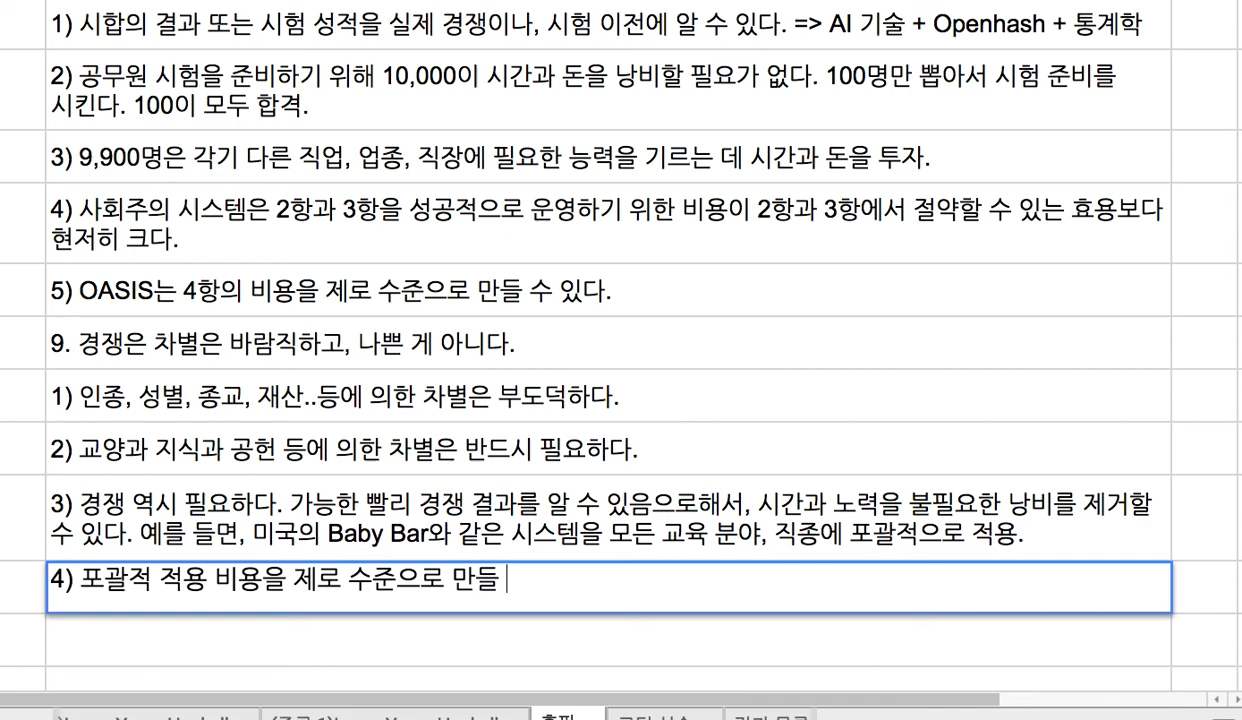 1) 시합의 결과 또는 시험 성적을 실제 경쟁이나, 시험 이전에 알 수 있다. => AI 기술 + Openhash + 통계학
2) 공무원 시험을 준비하기 위해 10,000이 시간과 돈을 낭비할 필요가 없다. 100명만 뽑아서 시험 준비를
시킨다. 100이 모두 합격.
3) 9,900명은 각기 다른 직업, 업종, 직장에 필요한 능력을 기르는 데 시간과 돈을 투자.
4) 사회주의 시스템은 2항과 3항을 성공적으로 운영하기 위한 비용이 2항과 3항에서 절약할 수 있는 효용보다
현저히 크다.
5) OASIS는 4항의 비용을 제로 수준으로 만들 수 있다.
9. 경쟁은 차별은 바람직하고, 나쁜 게 아니다.
1) 인종, 성별, 종교, 재산..등에 의한 차별은 부도덕하다.
2) 교양과 지식과 공헌 등에 의한 차별은 반드시 필요하다.
3) 경쟁 역시 필요하다. 가능한 빨리 경쟁 결과를 알 수 있음으로해서, 시간과 노력을 불필요한 낭비를 제거할
수 있다. 예를 들면, 미국의 Baby Bar와 같은 시스템을 모든 교육 분야, 직종에 포괄적으로 적용.
4) 포괄적 적용 비용을 제로 수준으로 만들